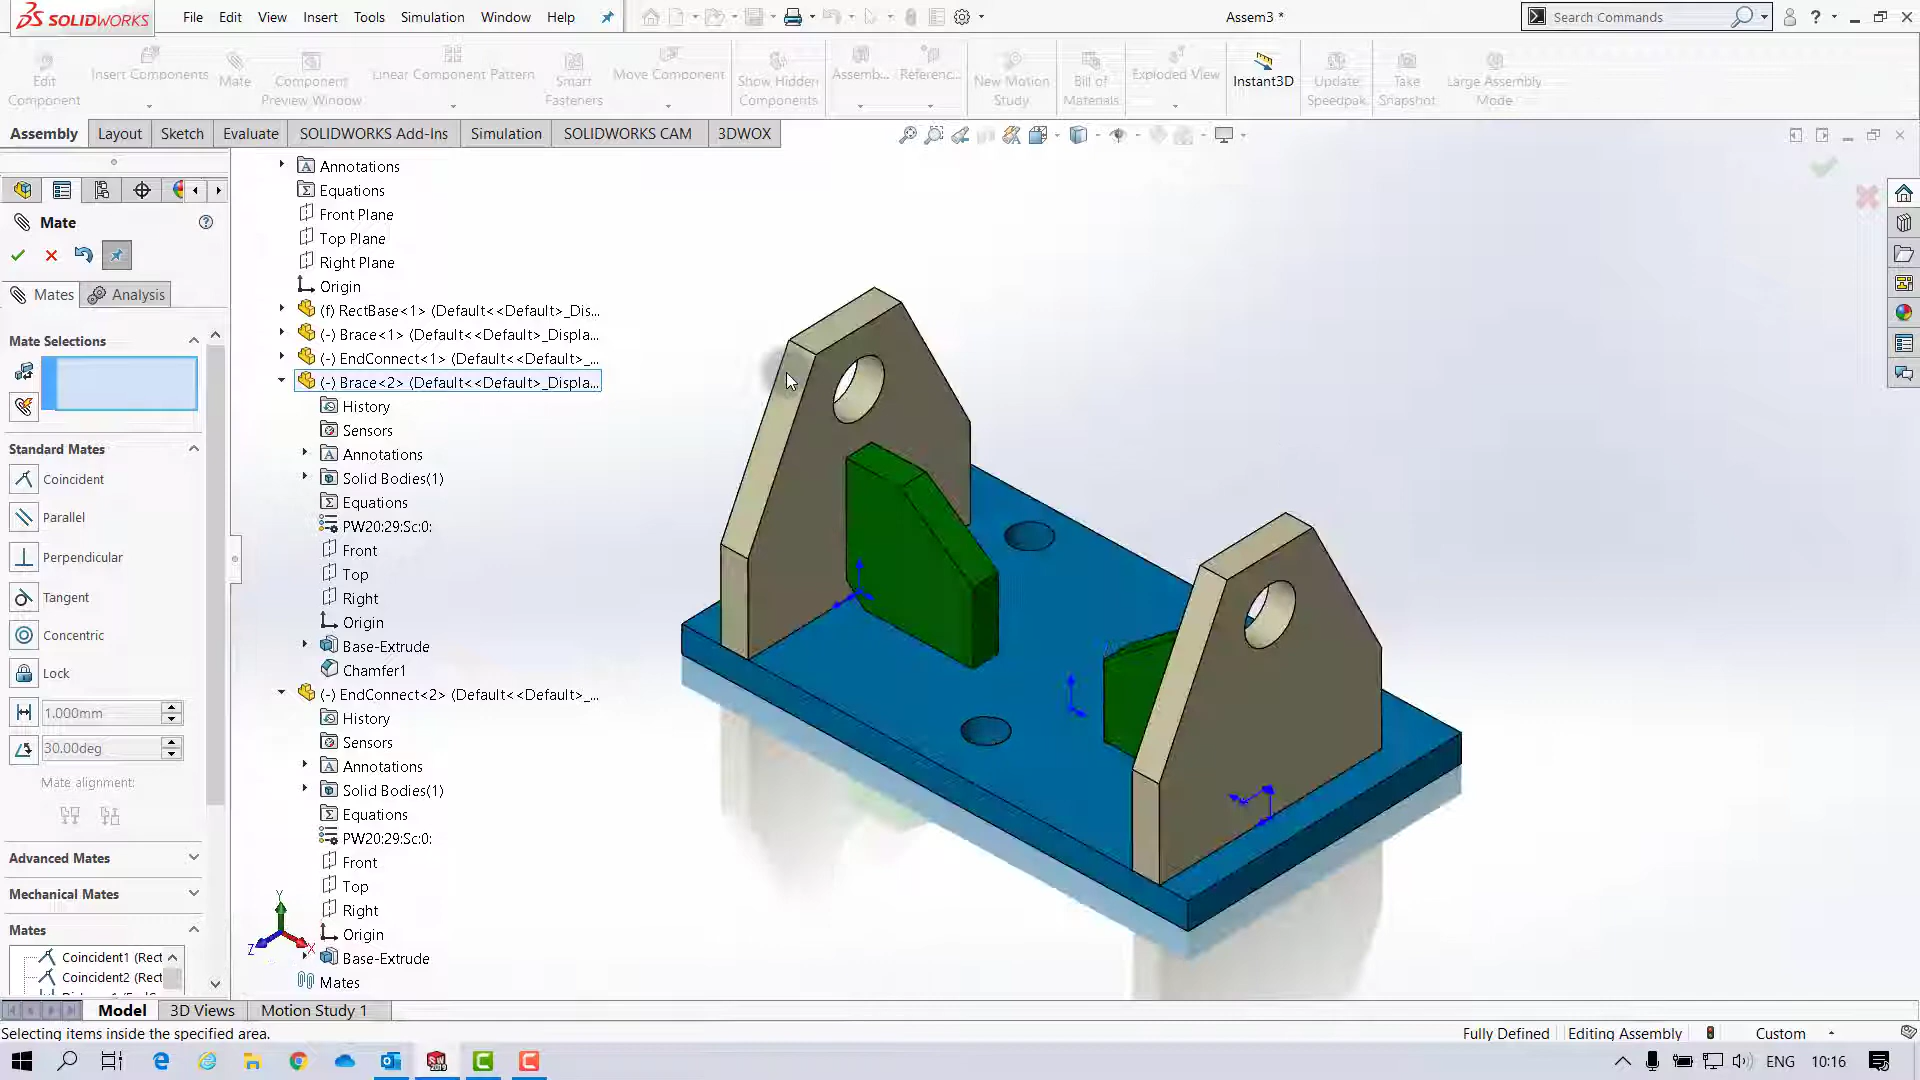 SOLIDWORKS
File Edit View Insert Tools Simulation Window Help
Assem3 *
Search Commands
Edit Component
Insert Components
Mate
Component Preview Window
Linear Component Pattern
Smart Fasteners
Move Component
Show Hidden Components
Assemb...
Referenc...
New Motion Study
Bill of Materials
Exploded View
Instant3D
Update Speedpak
Take Snapshot
Large Assembly Mode
Assembly Layout Sketch Evaluate SOLIDWORKS Add-Ins Simulation SOLIDWORKS CAM 3DWOX
Mate
Mates Analysis
Mate Selections
Standard Mates
Coincident
Parallel
Perpendicular
Tangent
Concentric
Lock
1.000mm
30.00deg
Mate alignment:
Advanced Mates
Mechanical Mates
Mates
Coincident1 (Rect
Coincident2 (Rect
Annotations
Equations
Front Plane
Top Plane
Right Plane
Origin
(f) RectBase<1> (Default<<Default>_Dis...
(-) Brace<1> (Default<<Default>_Displa...
(-) EndConnect<1> (Default<<Default>_...
(-) Brace<2> (Default<<Default>_Displa...
History
Sensors
Annotations
Solid Bodies(1)
Equations
PW20:29:Sc:0:
Front
Top
Right
Origin
Base-Extrude
Chamfer1
(-) EndConnect<2> (Default<<Default>_...
History
Sensors
Annotations
Solid Bodies(1)
Equations
PW20:29:Sc:0:
Front
Top
Right
Origin
Base-Extrude
Mates
Y
Z
X
Model 3D Views Motion Study 1
Selecting items inside the specified area.
Fully Defined Editing Assembly Custom
ENG 10:16